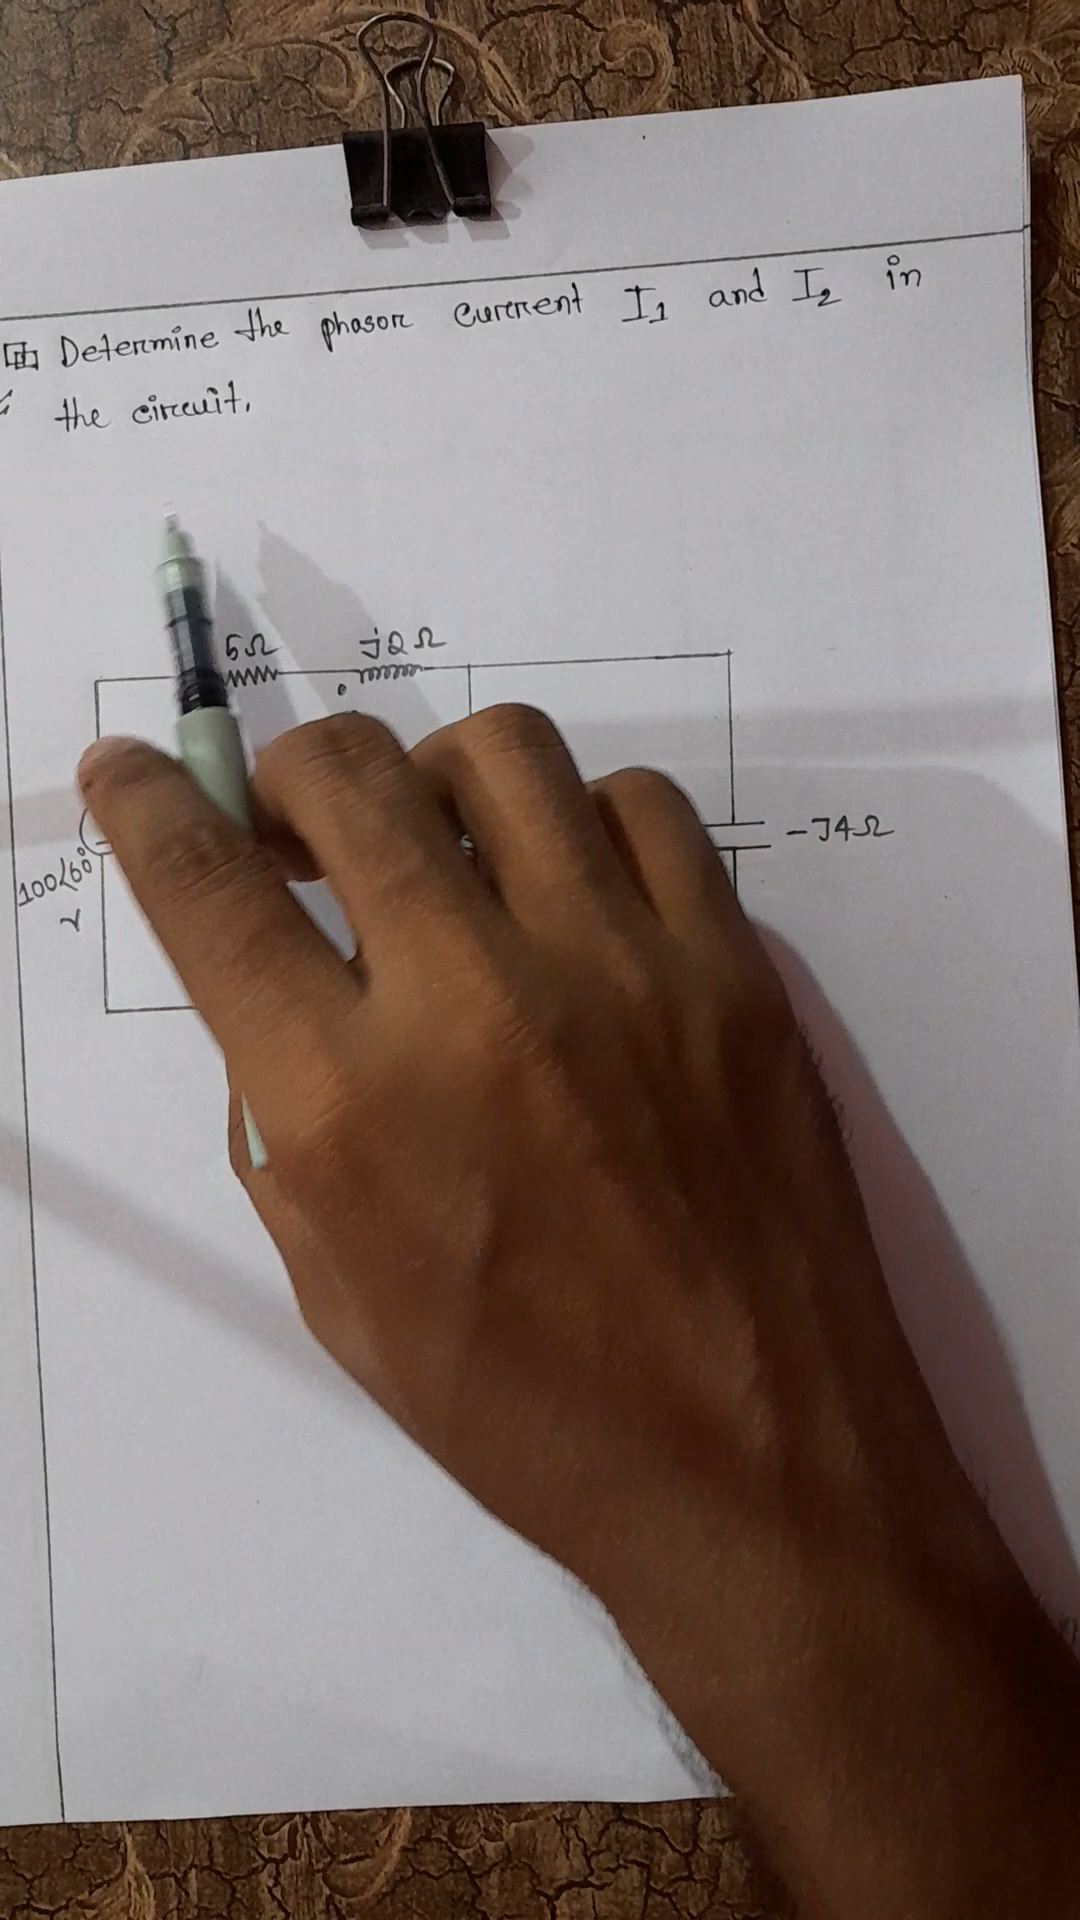 Determine the phasor current I₁ and I₂ in
the circuit.
5Ω
j2Ω
-J4Ω
100∠60°
V